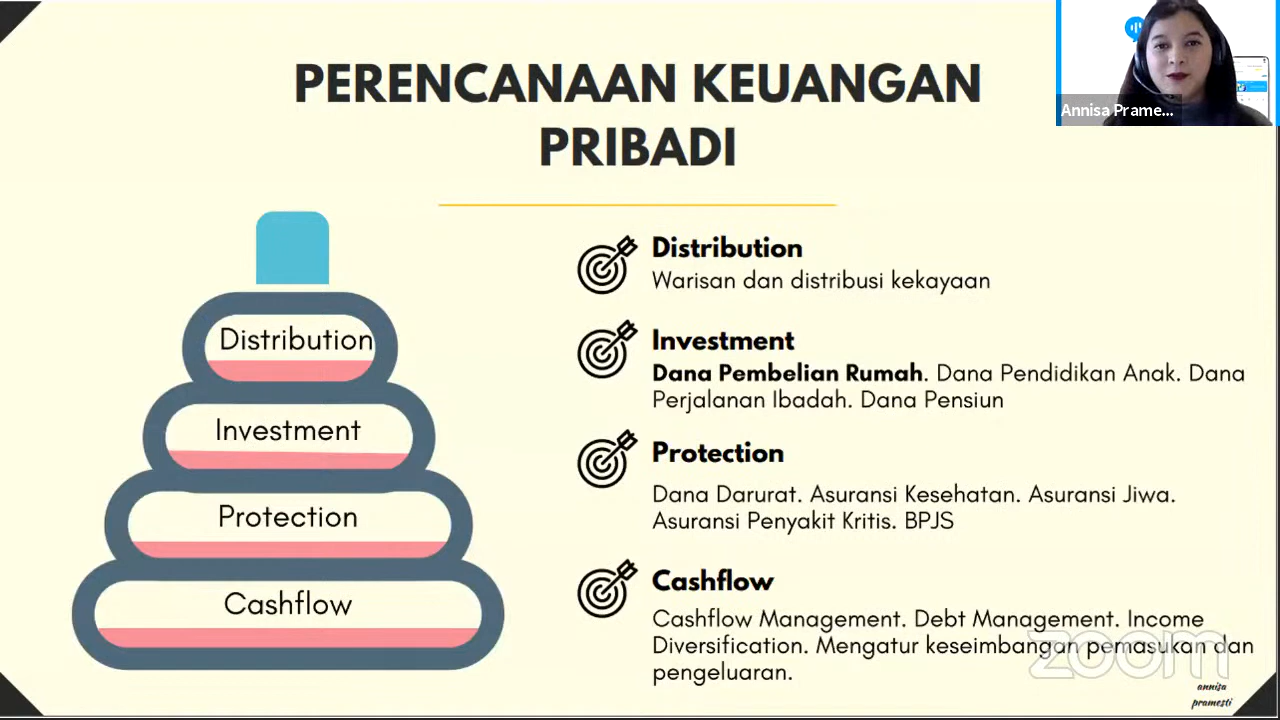 PERENCANAAN KEUANGAN
PRIBADI
Annisa Prame...
Distribution
Investment
Protection
Cashflow
Distribution
Warisan dan distribusi kekayaan
Investment
Dana Pembelian Rumah. Dana Pendidikan Anak. Dana
Perjalanan Ibadah. Dana Pensiun
Protection
Dana Darurat. Asuransi Kesehatan. Asuransi Jiwa.
Asuransi Penyakit Kritis. BPJS
Cashflow
Cashflow Management. Debt Management. Income
Diversification. Mengatur keseimbangan pemasukan dan
pengeluaran.
zoom
annisa
pramesti